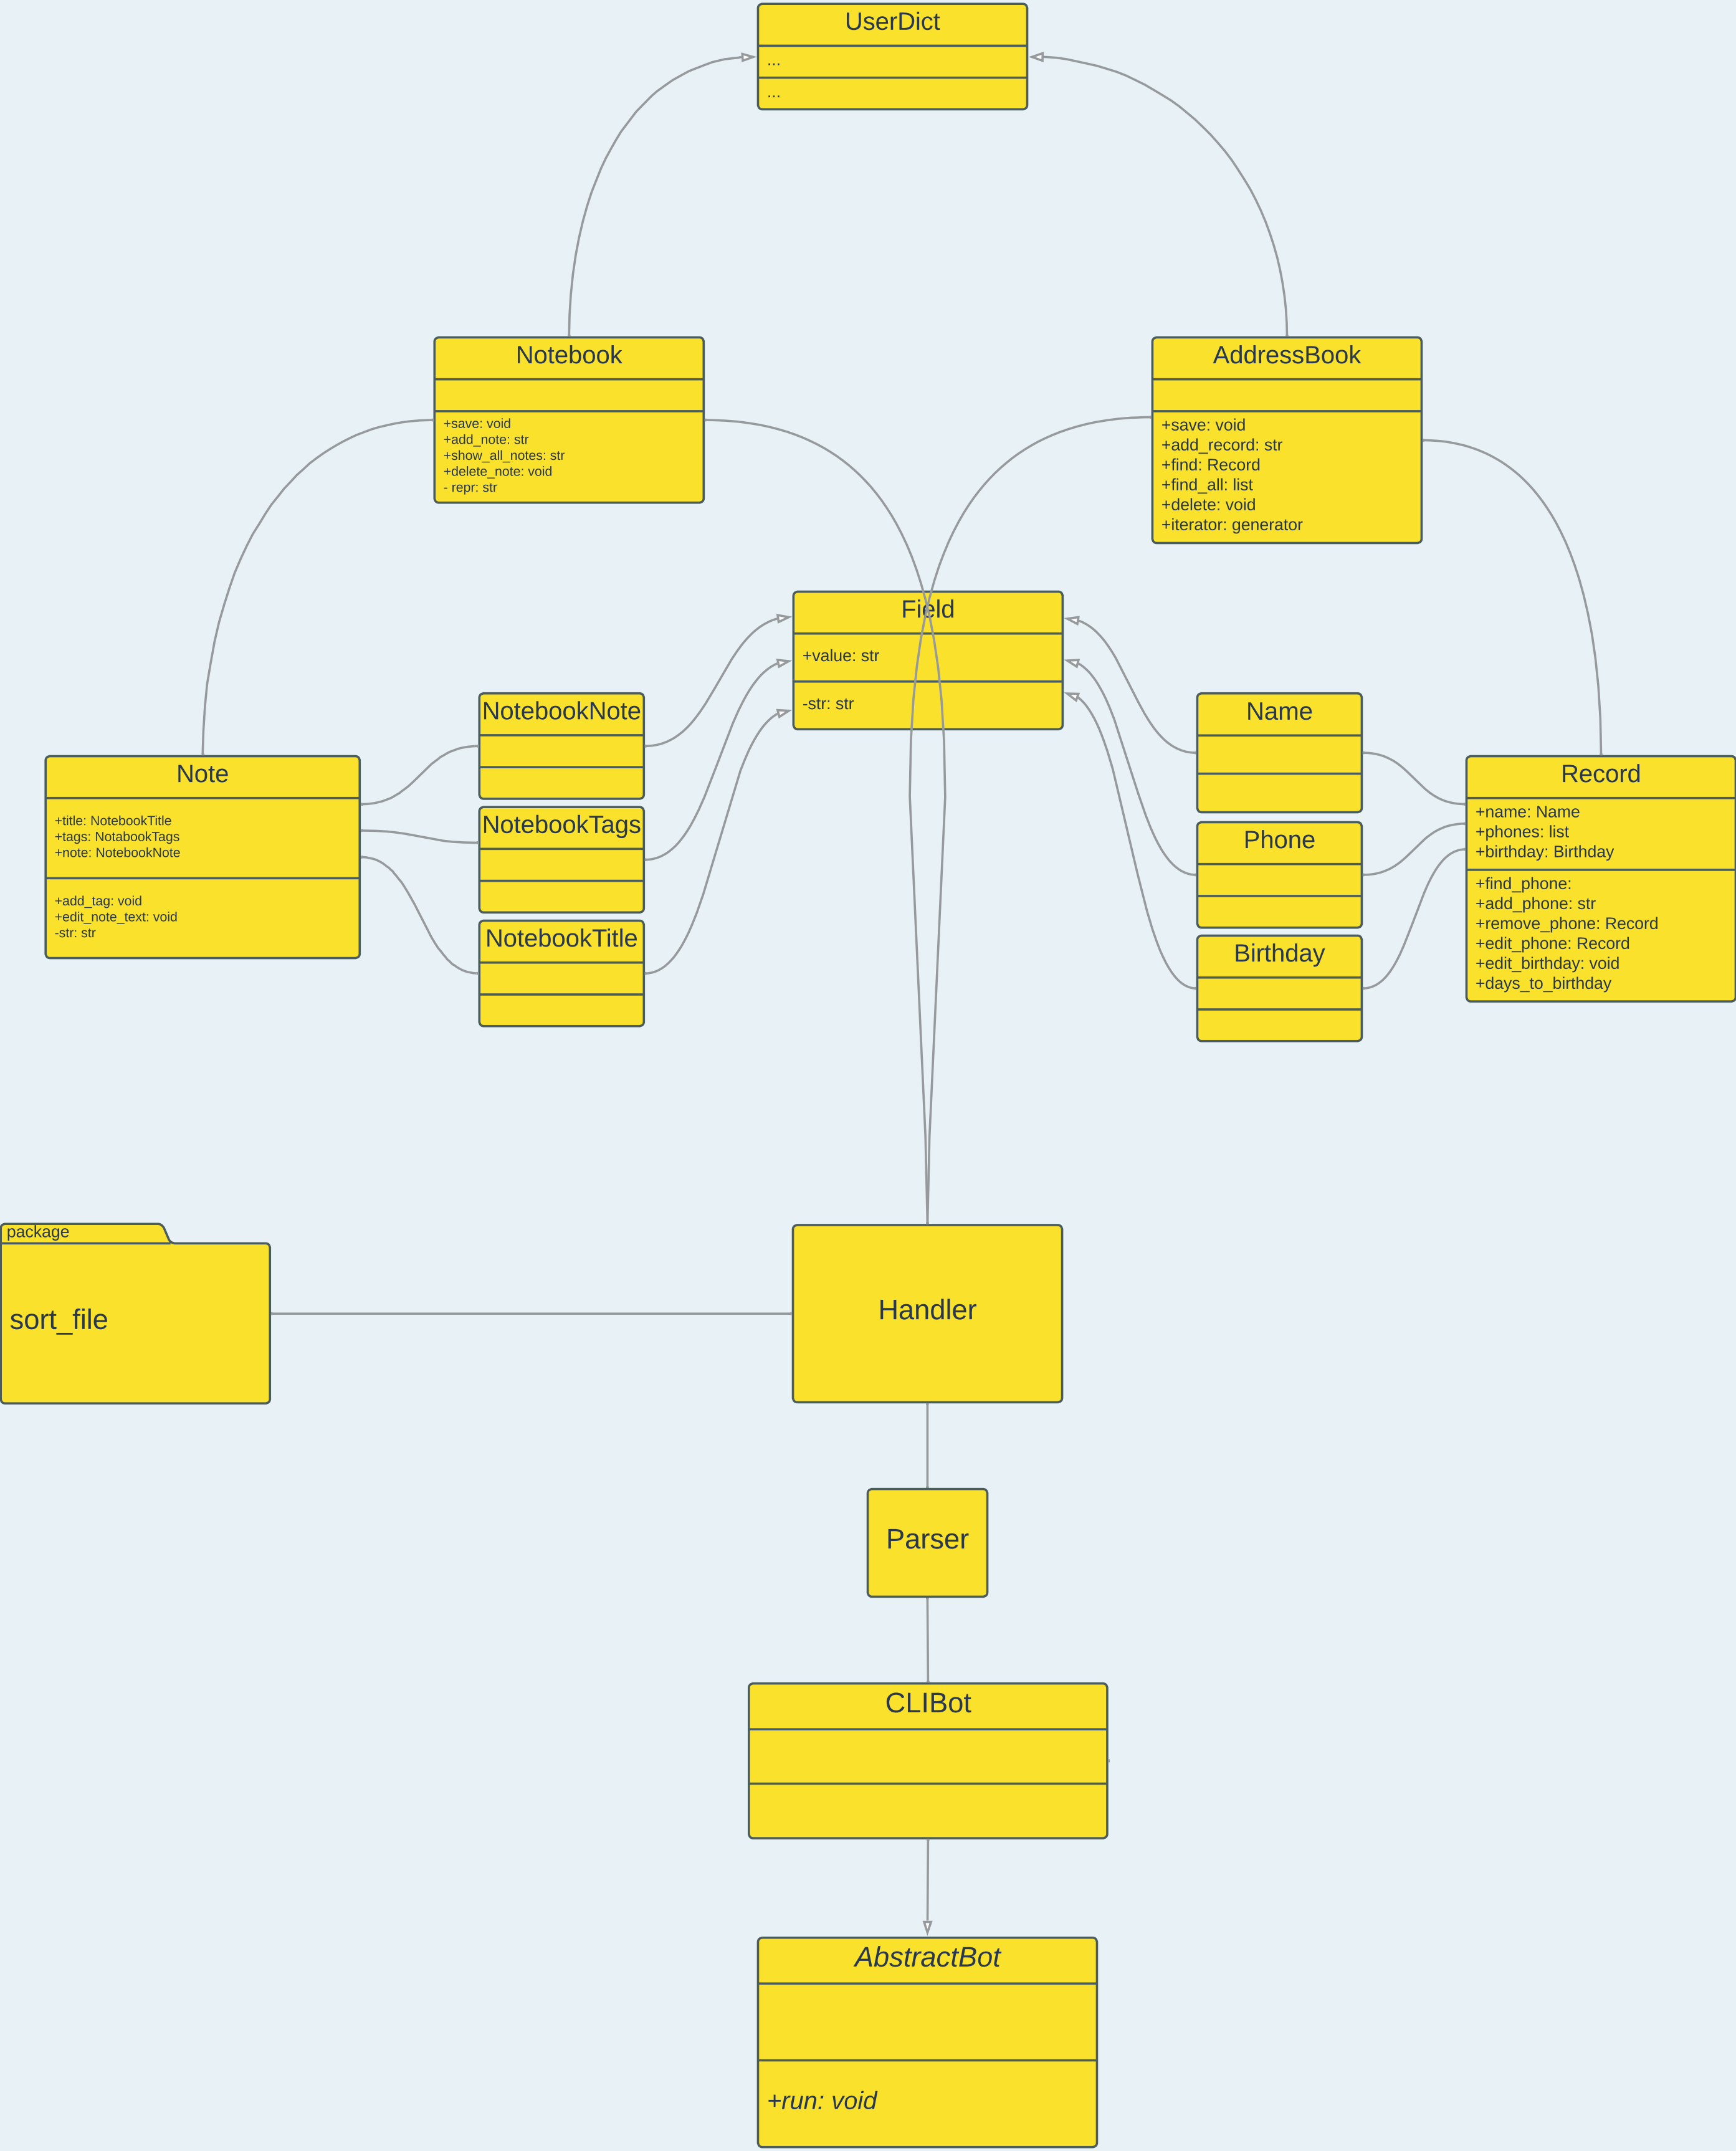 UserDict
...
...
Notebook
+save: void
+add_note: str
+show_all_notes: str
+delete_note: void
- repr: str
AddressBook
+save: void
+add_record: str
+find: Record
+find_all: list
+delete: void
+iterator: generator
Field
+value: str
-str: str
NotebookNote
NotebookTags
NotebookTitle
Name
Phone
Birthday
Note
+title: NotebookTitle
+tags: NotabookTags
+note: NotebookNote
+add_tag: void
+edit_note_text: void
-str: str
Record
+name: Name
+phones: list
+birthday: Birthday
+find_phone:
+add_phone: str
+remove_phone: Record
+edit_phone: Record
+edit_birthday: void
+days_to_birthday
package
sort_file
Handler
Parser
CLIBot
AbstractBot
+run: void